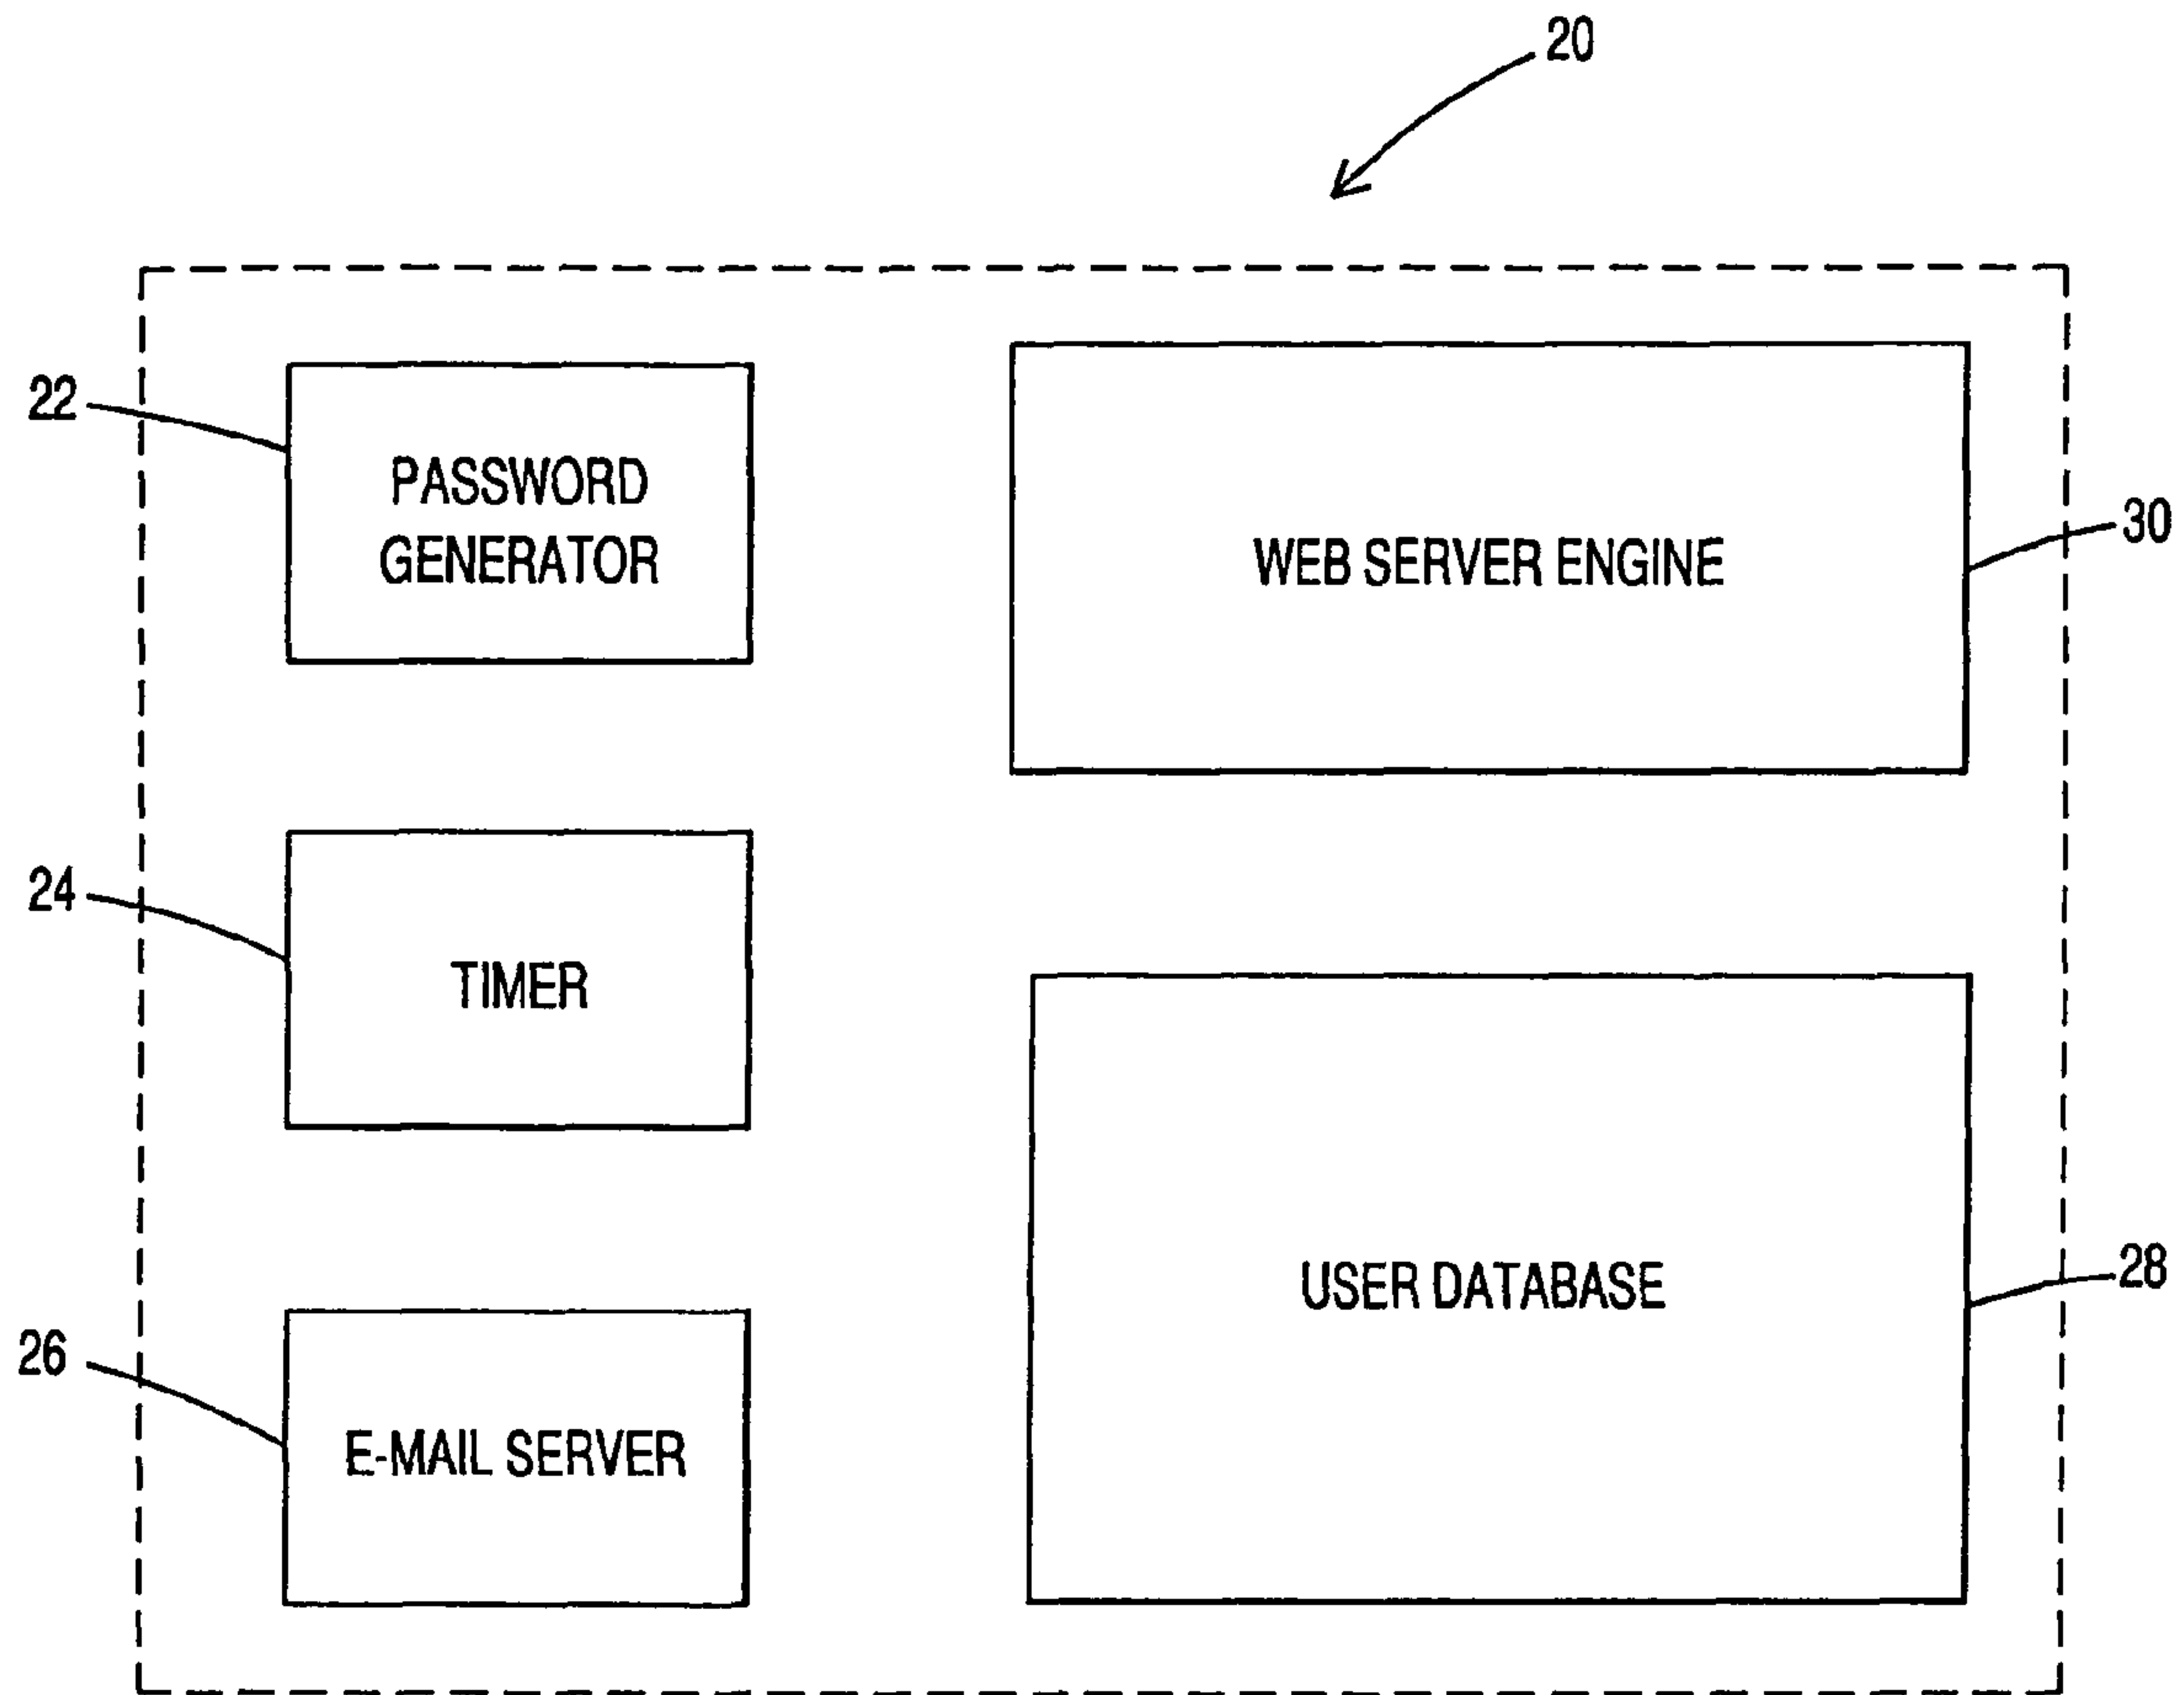 20
22
PASSWORD
GENERATOR
WEB SERVER ENGINE
30
24
TIMER
USER DATABASE
28
26
E-MAIL SERVER